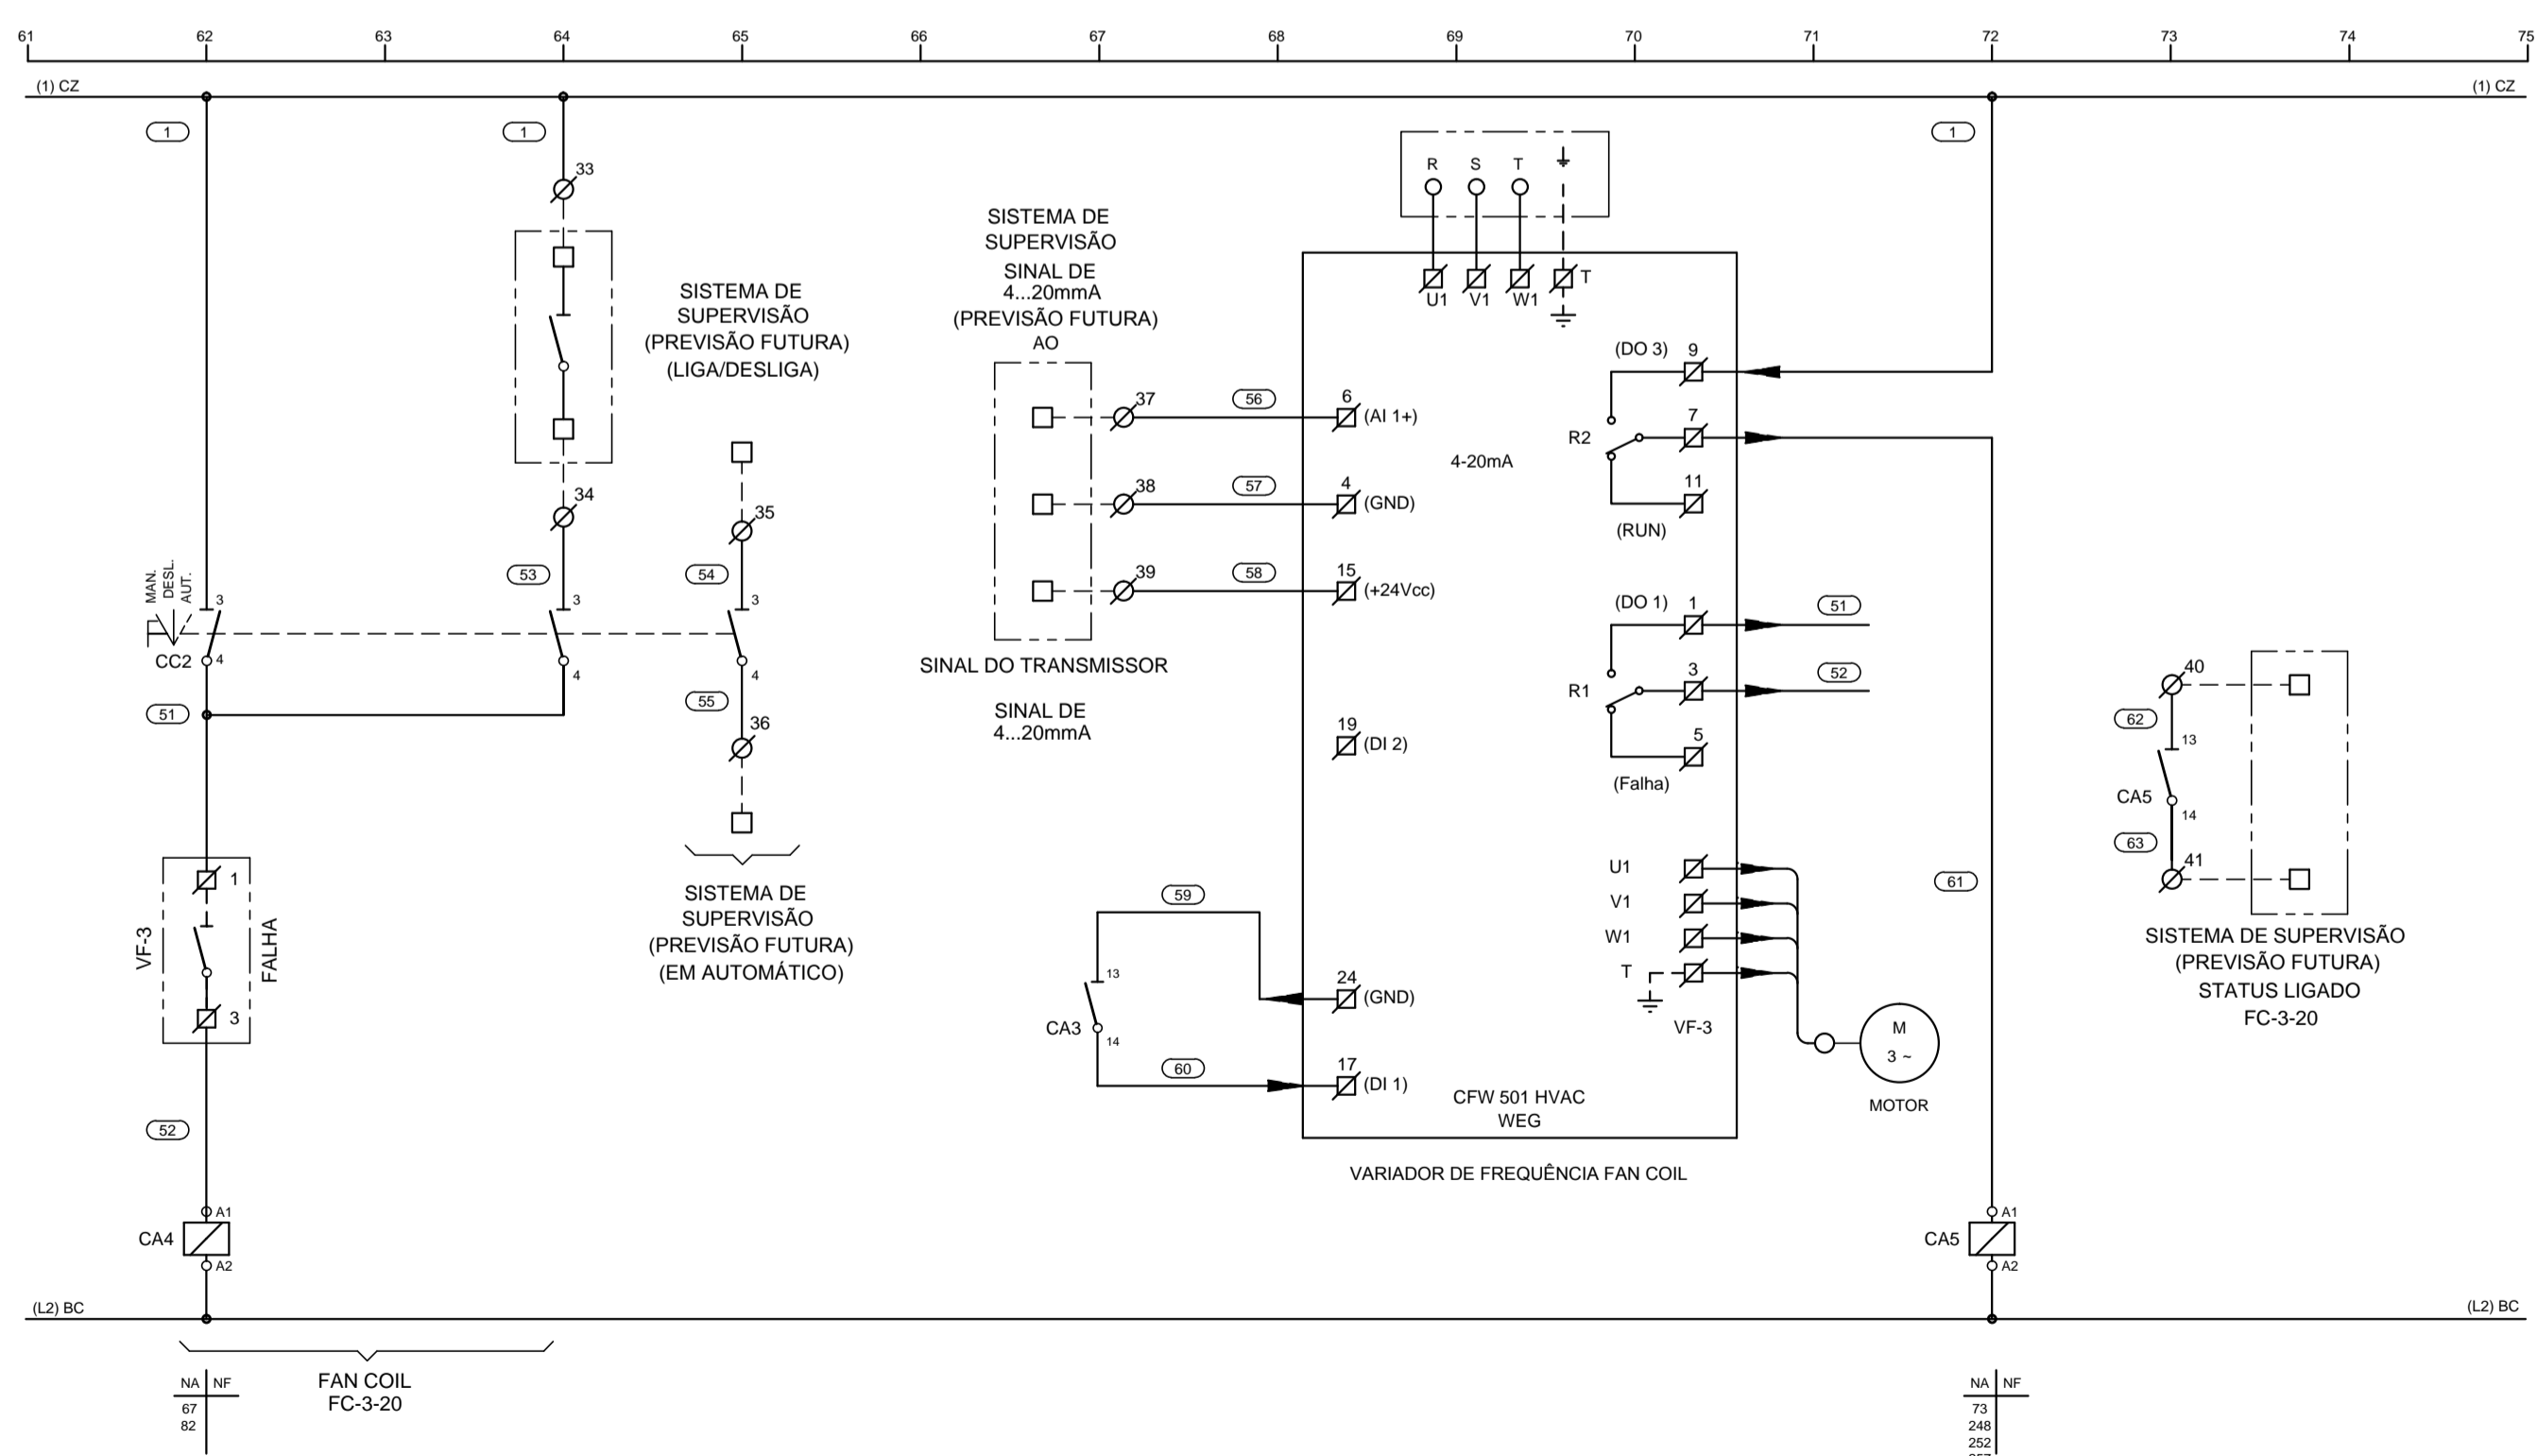 61 62 63 64 65 66 67 68 69 70 71 72 73 74 75
(1) CZ
(1) CZ
1
1
1
33
SISTEMA DE
SUPERVISÃO
(PREVISÃO FUTURA)
(LIGA/DESLIGA)
34
35
53
54
MAN.
DESL.
AUT.
3
4
CC2
3
4
3
4
51
55
36
SISTEMA DE
SUPERVISÃO
(PREVISÃO FUTURA)
(EM AUTOMÁTICO)
VF-3
1
3
FALHA
52
CA4
A1
A2
SISTEMA DE
SUPERVISÃO
SINAL DE
4...20mmA
(PREVISÃO FUTURA)
AO
37
56
38
57
39
58
SINAL DO TRANSMISSOR
SINAL DE
4...20mmA
59
13
CA3
14
60
R S T
U1 V1 W1 T
6
(AI 1+)
4-20mA
4
(GND)
15
(+24Vcc)
19
(DI 2)
24
(GND)
17
(DI 1)
(DO 3) 9
7
R2
11
(RUN)
(DO 1) 1
51
3
R1
52
5
(Falha)
U1
V1
W1
T
VF-3
CFW 501 HVAC
WEG
VARIADOR DE FREQUÊNCIA FAN COIL
M
3 ~
MOTOR
61
CA5
A1
A2
40
62
13
CA5
14
63
41
SISTEMA DE SUPERVISÃO
(PREVISÃO FUTURA)
STATUS LIGADO
FC-3-20
(L2) BC
(L2) BC
FAN COIL
FC-3-20
NA NF
67
82
NA NF
73
248
252